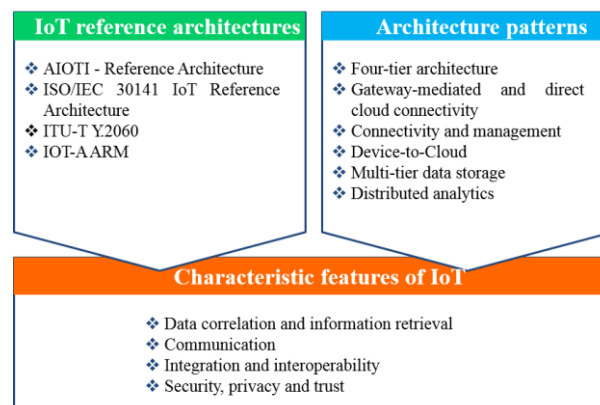 IoT reference architectures
❖ AIOTI - Reference Architecture
❖ ISO/IEC 30141 IoT Reference
Architecture
❖ ITU-T Y.2060
❖ IOT-A ARM
Architecture patterns
❖ Four-tier architecture
❖ Gateway-mediated and direct
cloud connectivity
❖ Connectivity and management
❖ Device-to-Cloud
❖ Multi-tier data storage
❖ Distributed analytics
Characteristic features of IoT
❖ Data correlation and information retrieval
❖ Communication
❖ Integration and interoperability
❖ Security, privacy and trust